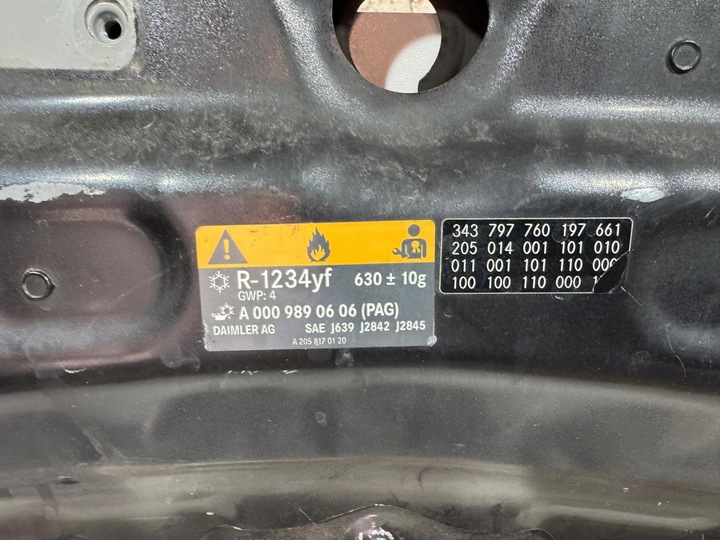 R-1234yf 630 ± 10g
GWP: 4
A 000 989 06 06 (PAG)
DAIMLER AG SAE J639 J2842 J2845
A 205 817 01 20
343 797 760 197 661
205 014 001 101 010
011 001 101 110
100 100 110 000